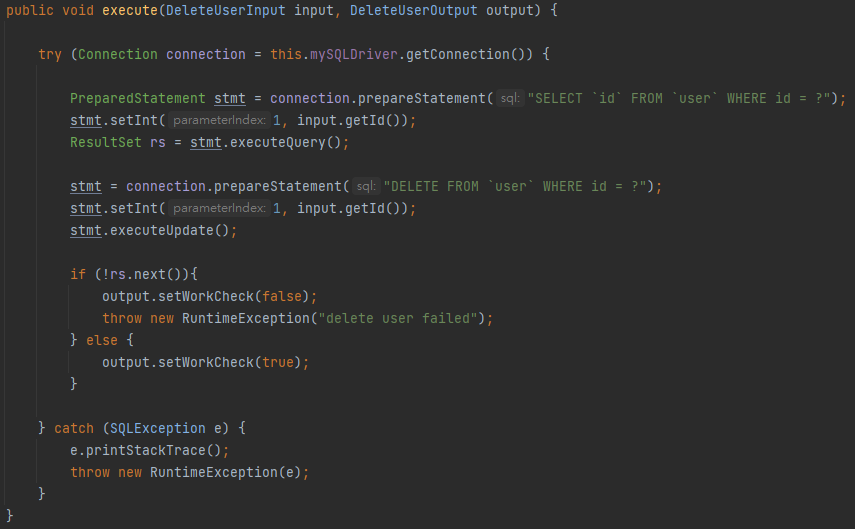 public void execute(DeleteUserInput input, DeleteUserOutput output) {
try (Connection connection = this.mySQLDriver.getConnection()) {
PreparedStatement stmt = connection.prepareStatement( sql: "SELECT `id` FROM `user` WHERE id = ?");
stmt.setInt( parameterIndex: 1, input.getId());
ResultSet rs = stmt.executeQuery();
stmt = connection.prepareStatement( sql: "DELETE FROM `user` WHERE id = ?");
stmt.setInt( parameterIndex: 1, input.getId());
stmt.executeUpdate();
if (!rs.next()){
output.setWorkCheck(false);
throw new RuntimeException("delete user failed");
} else {
output.setWorkCheck(true);
}
} catch (SQLException e) {
e.printStackTrace();
throw new RuntimeException(e);
}
}